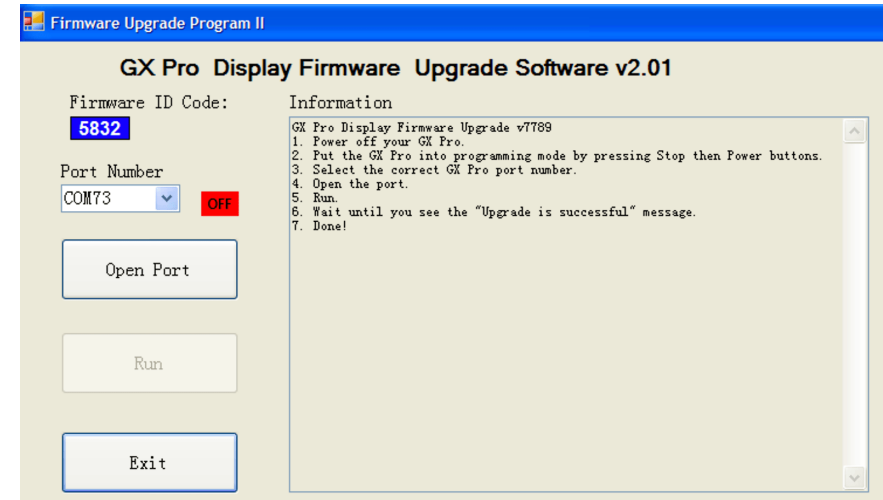 Firmware Upgrade Program II
GX Pro Display Firmware Upgrade Software v2.01
Firmware ID Code:
5832
Port Number
COM73
OFF
Open Port
Run
Exit
Information
GX Pro Display Firmware Upgrade v7789
1. Power off your GX Pro.
2. Put the GX Pro into programming mode by pressing Stop then Power buttons.
3. Select the correct GX Pro port number.
4. Open the port.
5. Run.
6. Wait until you see the "Upgrade is successful" message.
7. Done!